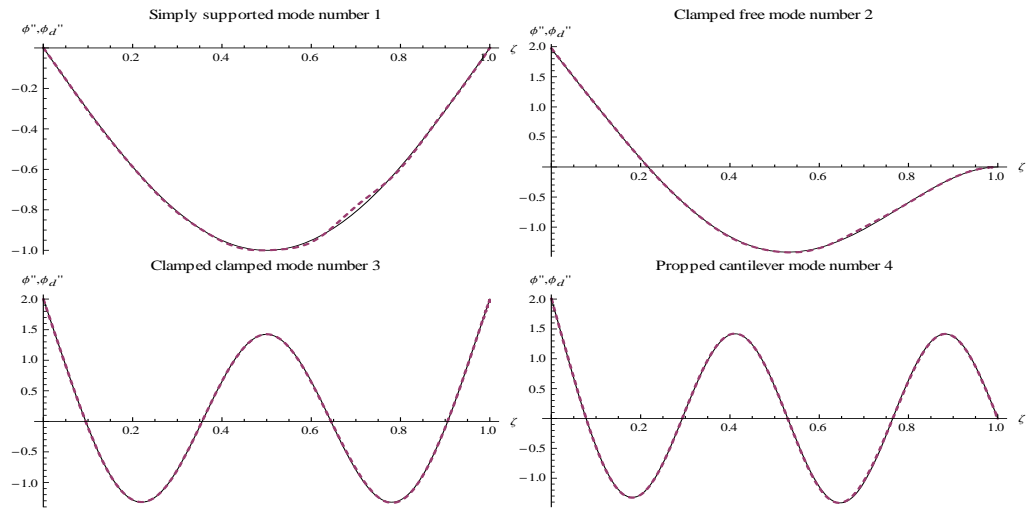 Simply supported mode number 1
ϕ'',ϕd''
0.2 0.4 0.6 0.8 1.0 ζ
−0.2
−0.4
−0.6
−0.8
−1.0
Clamped free mode number 2
ϕ'',ϕd''
2.0
1.5
1.0
0.5
0.2 0.4 0.6 0.8 1.0 ζ
−0.5
−1.0
Clamped clamped mode number 3
ϕ'',ϕd''
2.0
1.5
1.0
0.5
0.2 0.4 0.6 0.8 1.0 ζ
−0.5
−1.0
Propped cantilever mode number 4
ϕ'',ϕd''
2.0
1.5
1.0
0.5
0.2 0.4 0.6 0.8 1.0 ζ
−0.5
−1.0